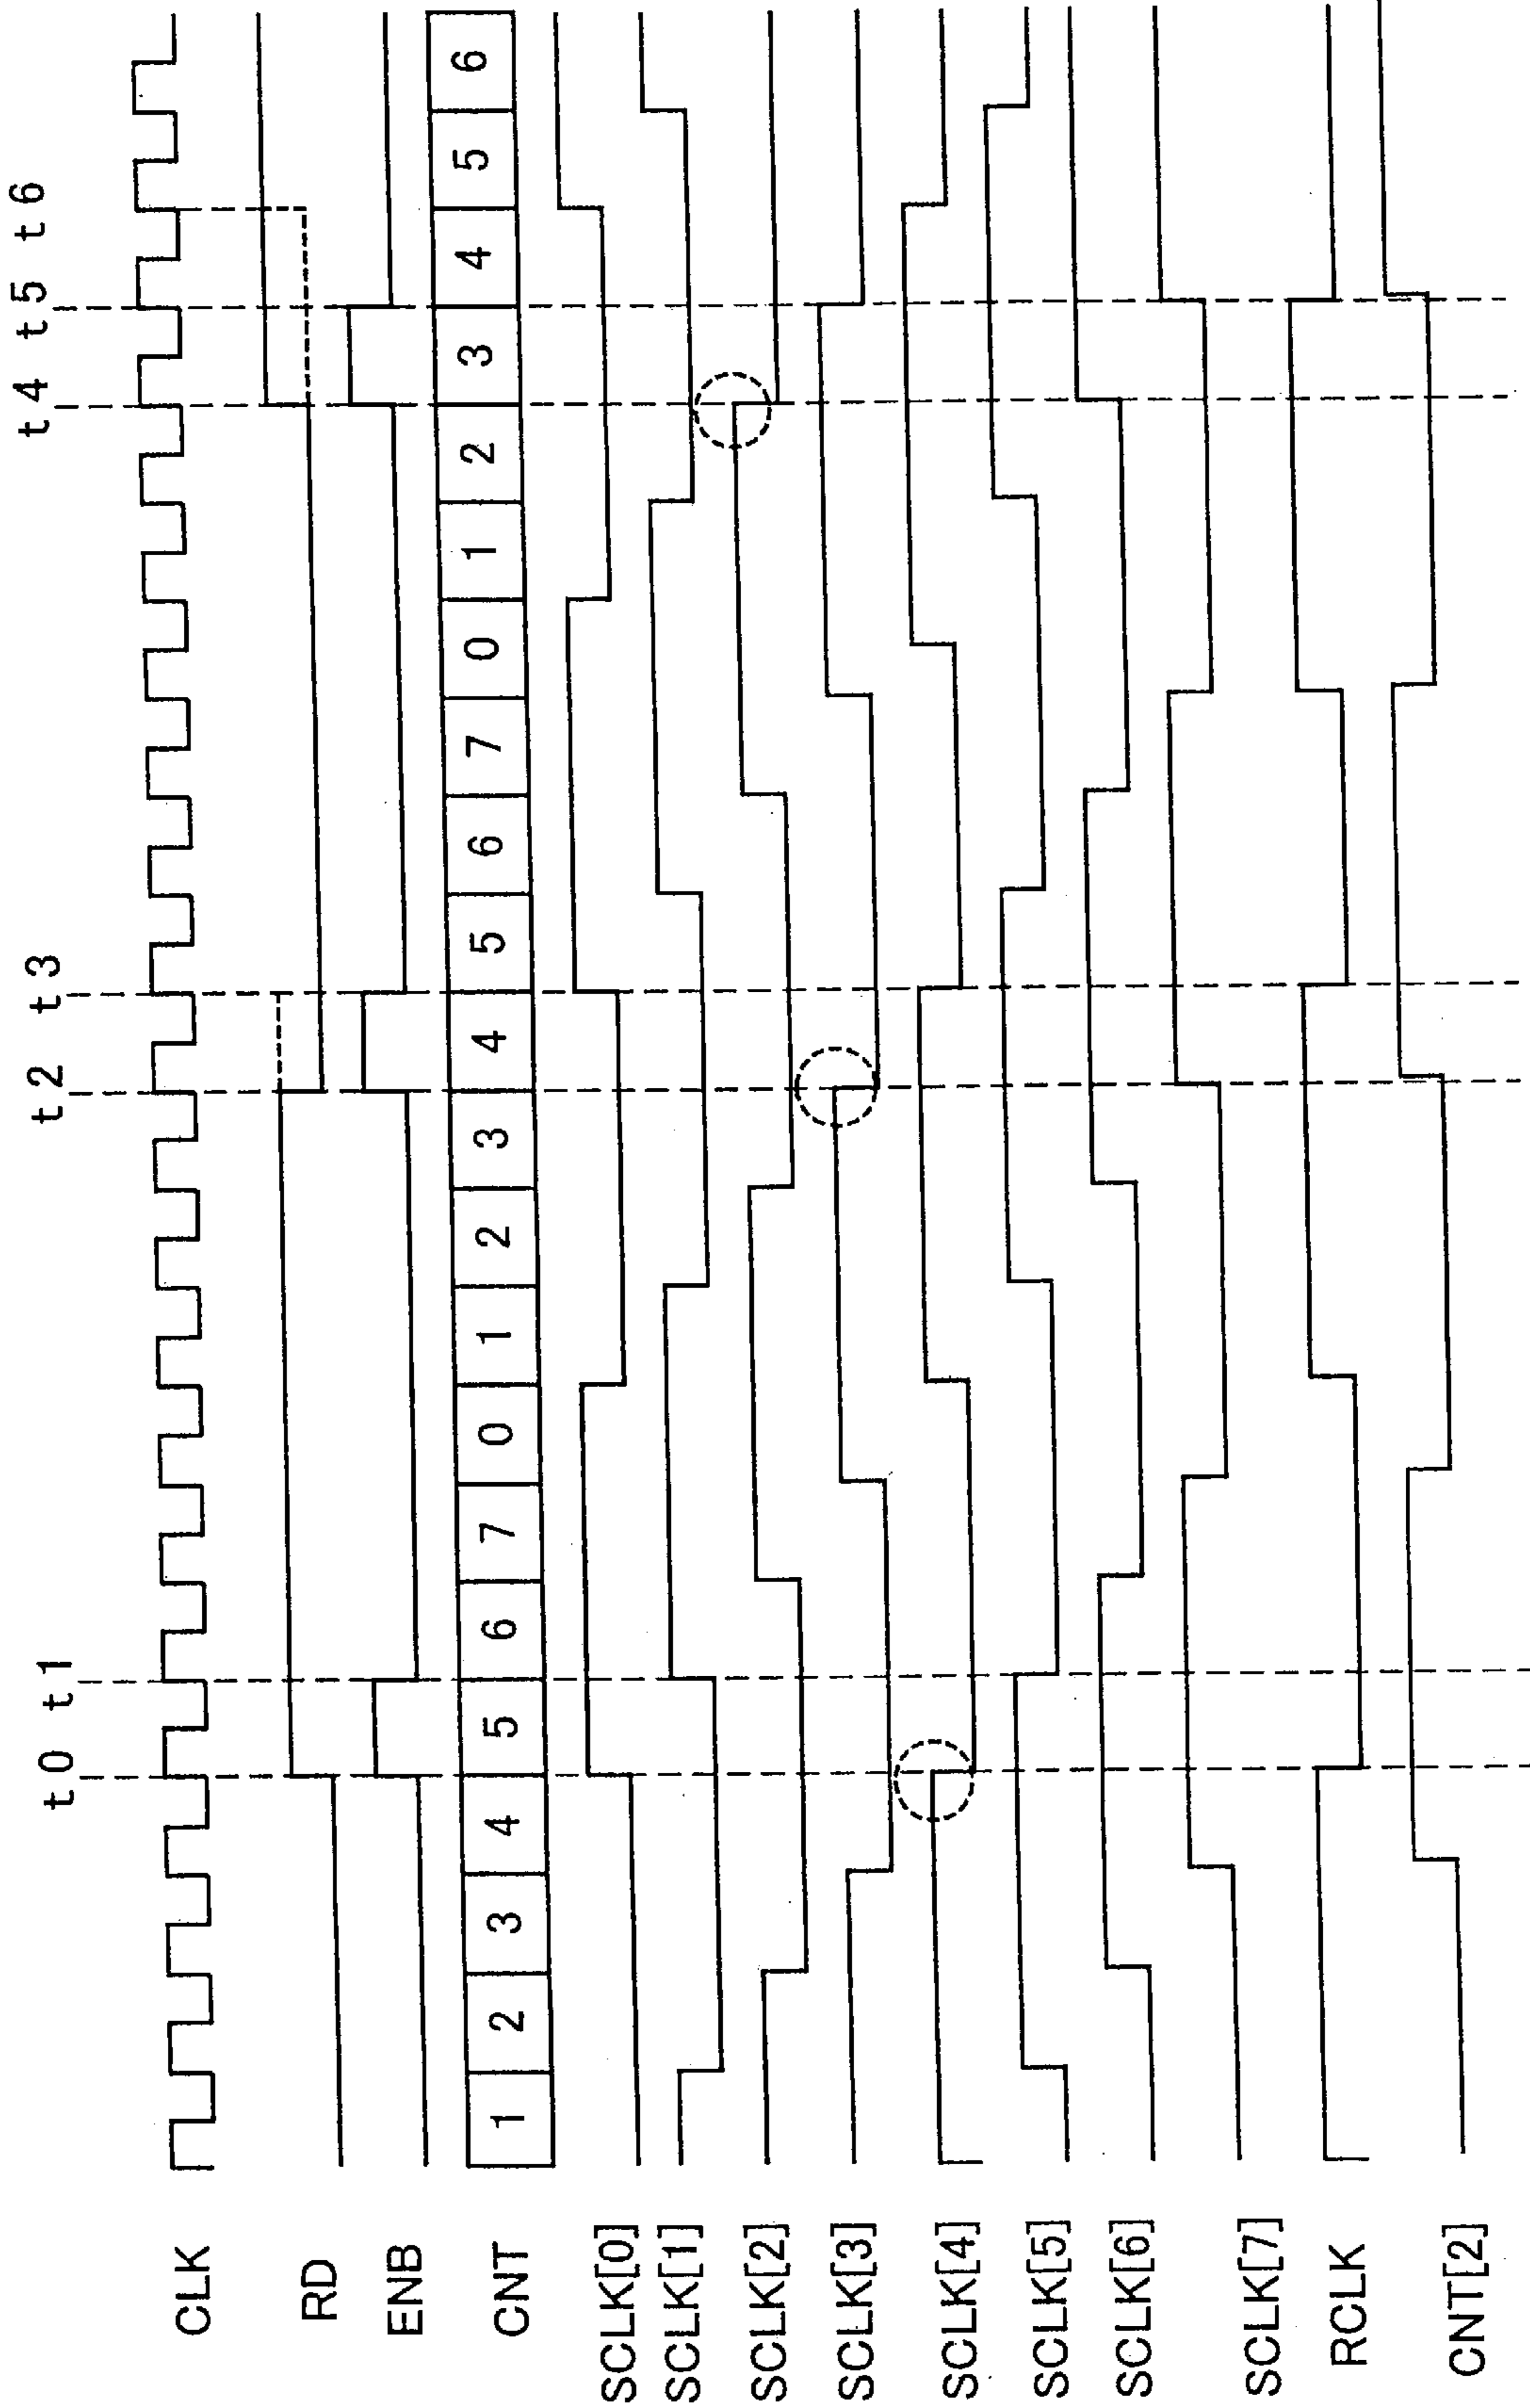 t0 t1 t2 t3 t4 t5 t6
CLK
RD
ENB
CNT 1 2 3 4 5 6 7 0 1 2 3 4 5 6 7 0 1 2 3 4 5 6
SCLK[0]
SCLK[1]
SCLK[2]
SCLK[3]
SCLK[4]
SCLK[5]
SCLK[6]
SCLK[7]
RCLK
CNT[2]